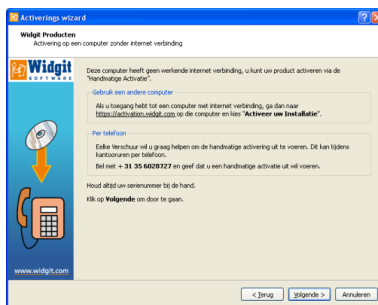 Activerings wizard
Widgit Producten
Activering op een computer zonder internet verbinding
Widgit
SOFTWARE
Deze computer heeft geen werkende internet verbinding, u kunt uw product activeren via de
"Handmatige Activatie".
Gebruik een andere computer
Als u toegang hebt tot een computer met internet verbinding, ga dan naar
https://activation.widgit.com op die computer en kies "Activeer uw Installatie".
Per telefoon
Eelke Verschuur wil u graag helpen om de handmatige activering uit te voeren. Dit kan tijdens
kantooruren per telefoon.
Bel met + 31 35 6028727 en geef dat u een handmatige activatie uit wil voeren.
Houd altijd uw serienummer bij de hand.
Klik op Volgende om door te gaan.
www.widgit.com
< Terug
Volgende >
Annuleren